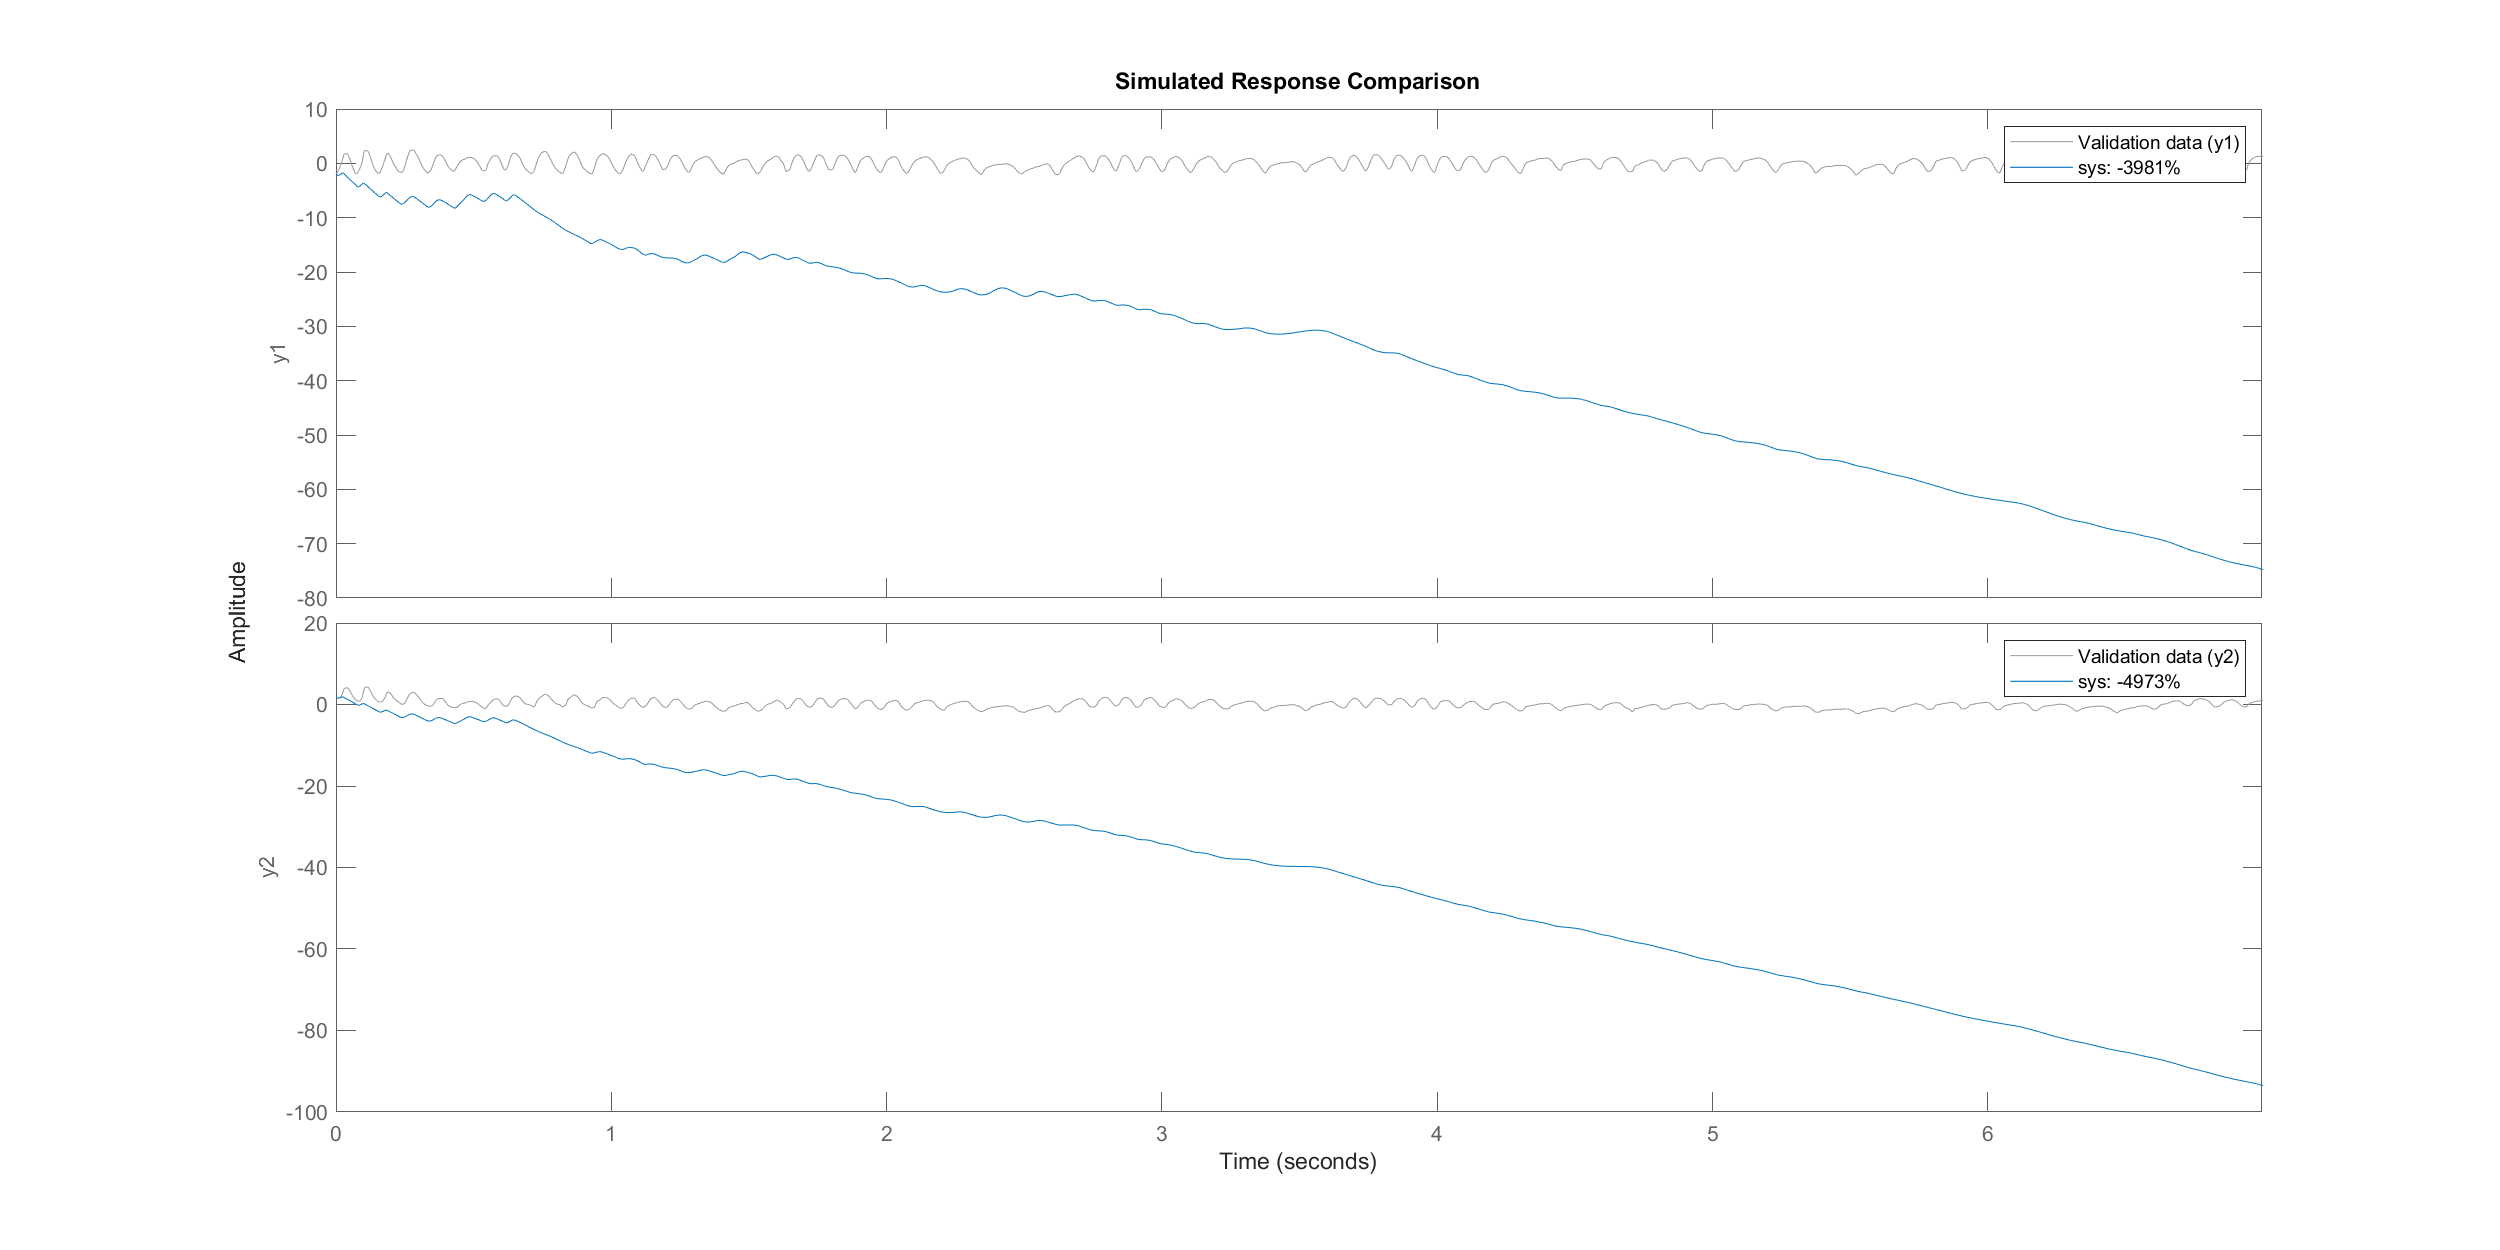 Simulated Response Comparison
10
0
-10
-20
-30
-40
-50
-60
-70
-80
y1
Validation data (y1)
sys: -3981%
Amplitude
20
0
-20
-40
-60
-80
-100
y2
Validation data (y2)
sys: -4973%
0 1 2 3 4 5 6
Time (seconds)